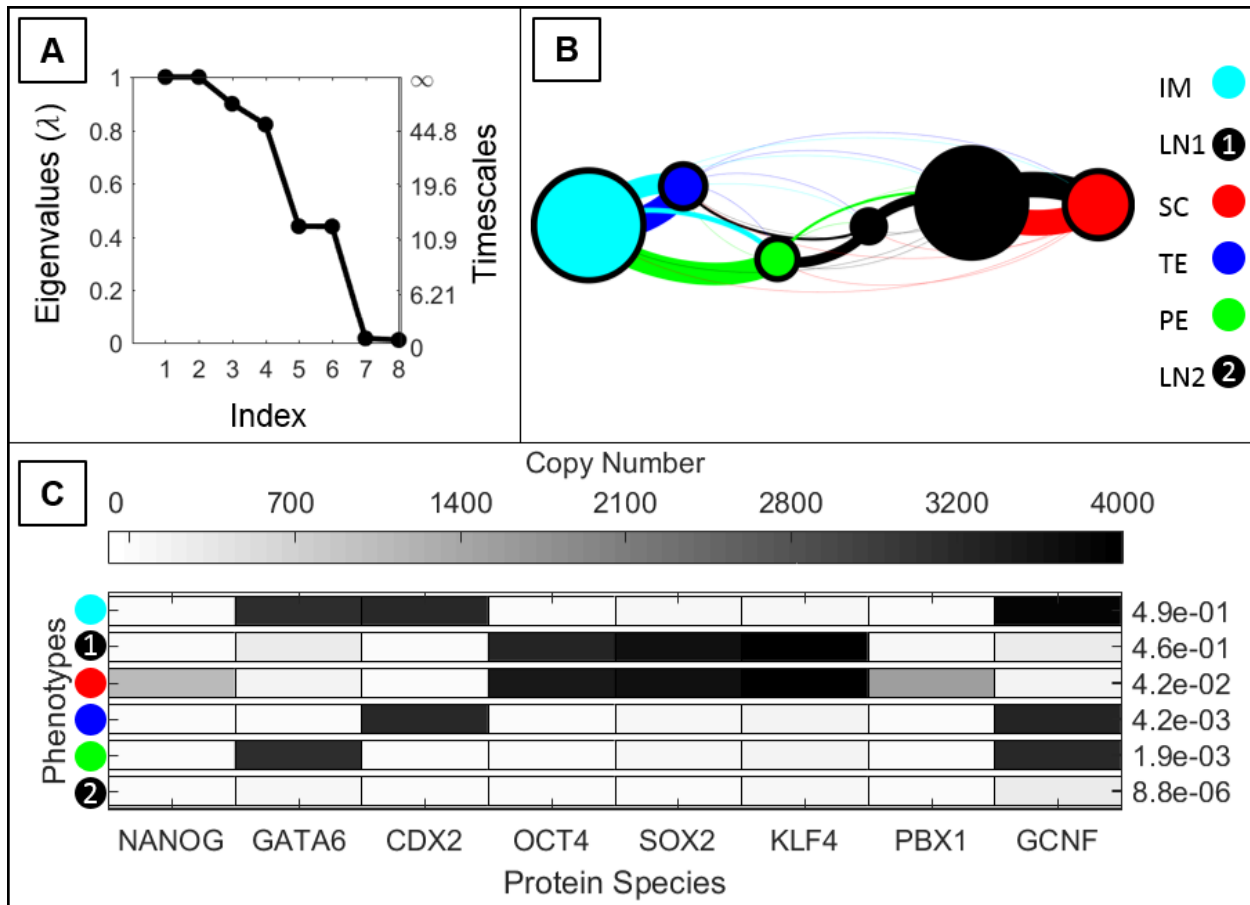 A
Eigenvalues (λ)
1
0.8
0.6
0.4
0.2
0
∞
44.8
19.6
10.9
6.21
0
Timescales
1 2 3 4 5 6 7 8
Index
B
IM
LN1 1
SC
TE
PE
LN2 2
C
Copy Number
0 700 1400 2100 2800 3200 4000
Phenotypes
4.9e-01
1 4.6e-01
4.2e-02
4.2e-03
1.9e-03
2 8.8e-06
NANOG GATA6 CDX2 OCT4 SOX2 KLF4 PBX1 GCNF
Protein Species